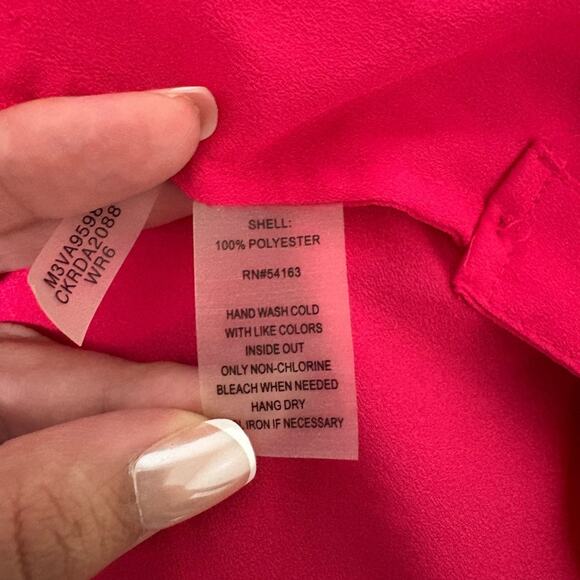 M3VA9598
CKRDA2088
WR6
SHELL:
100% POLYESTER
RN#54163
HAND WASH COLD
WITH LIKE COLORS
INSIDE OUT
ONLY NON-CHLORINE
BLEACH WHEN NEEDED
HANG DRY
IRON IF NECESSARY